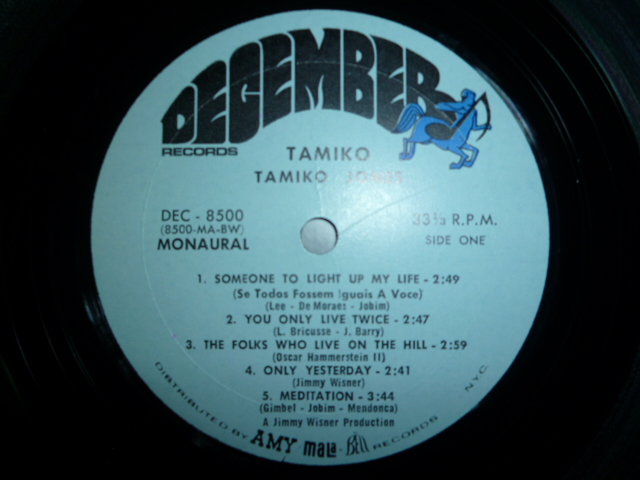 DECEMBER
RECORDS
TAMIKO
TAMIKO JONES
DEC - 8500
(8500-MA-BW)
MONAURAL
33⅓ R.P.M.
SIDE ONE
1. SOMEONE TO LIGHT UP MY LIFE - 2:49
(Se Todos Fossem Iguais A Voce)
(Lee - De Moraes - Jobim)
2. YOU ONLY LIVE TWICE - 2:47
(L. Bricusse - J. Barry)
3. THE FOLKS WHO LIVE ON THE HILL - 2:59
(Oscar Hammerstein II)
4. ONLY YESTERDAY - 2:41
(Jimmy Wisner)
5. MEDITATION - 3:44
(Gimbel - Jobim - Mendonca)
A Jimmy Wisner Production
DISTRIBUTED BY AMY - mala - Bell RECORDS N.Y.C.